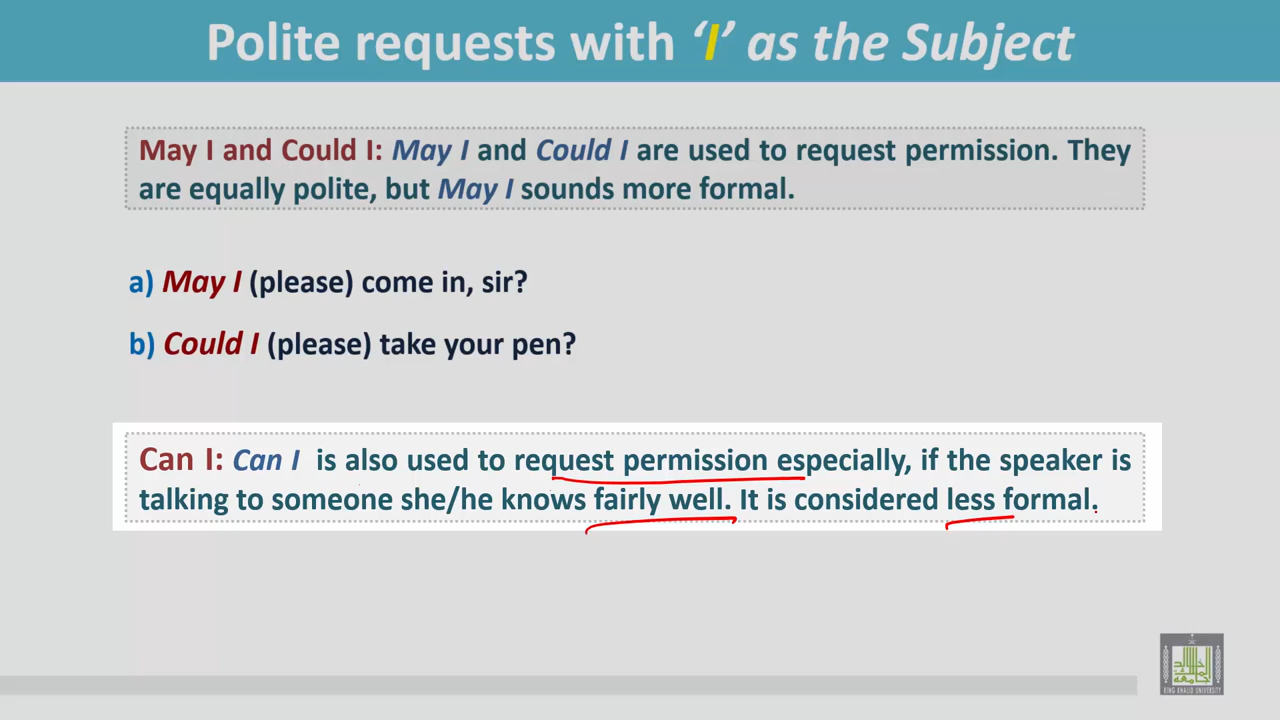 Polite requests with ‘I’ as the Subject
May I and Could I: May I and Could I are used to request permission. They
are equally polite, but May I sounds more formal.
a) May I (please) come in, sir?
b) Could I (please) take your pen?
Can I: Can I is also used to request permission especially, if the speaker is
talking to someone she/he knows fairly well. It is considered less formal.
KING KHALID UNIVERSITY